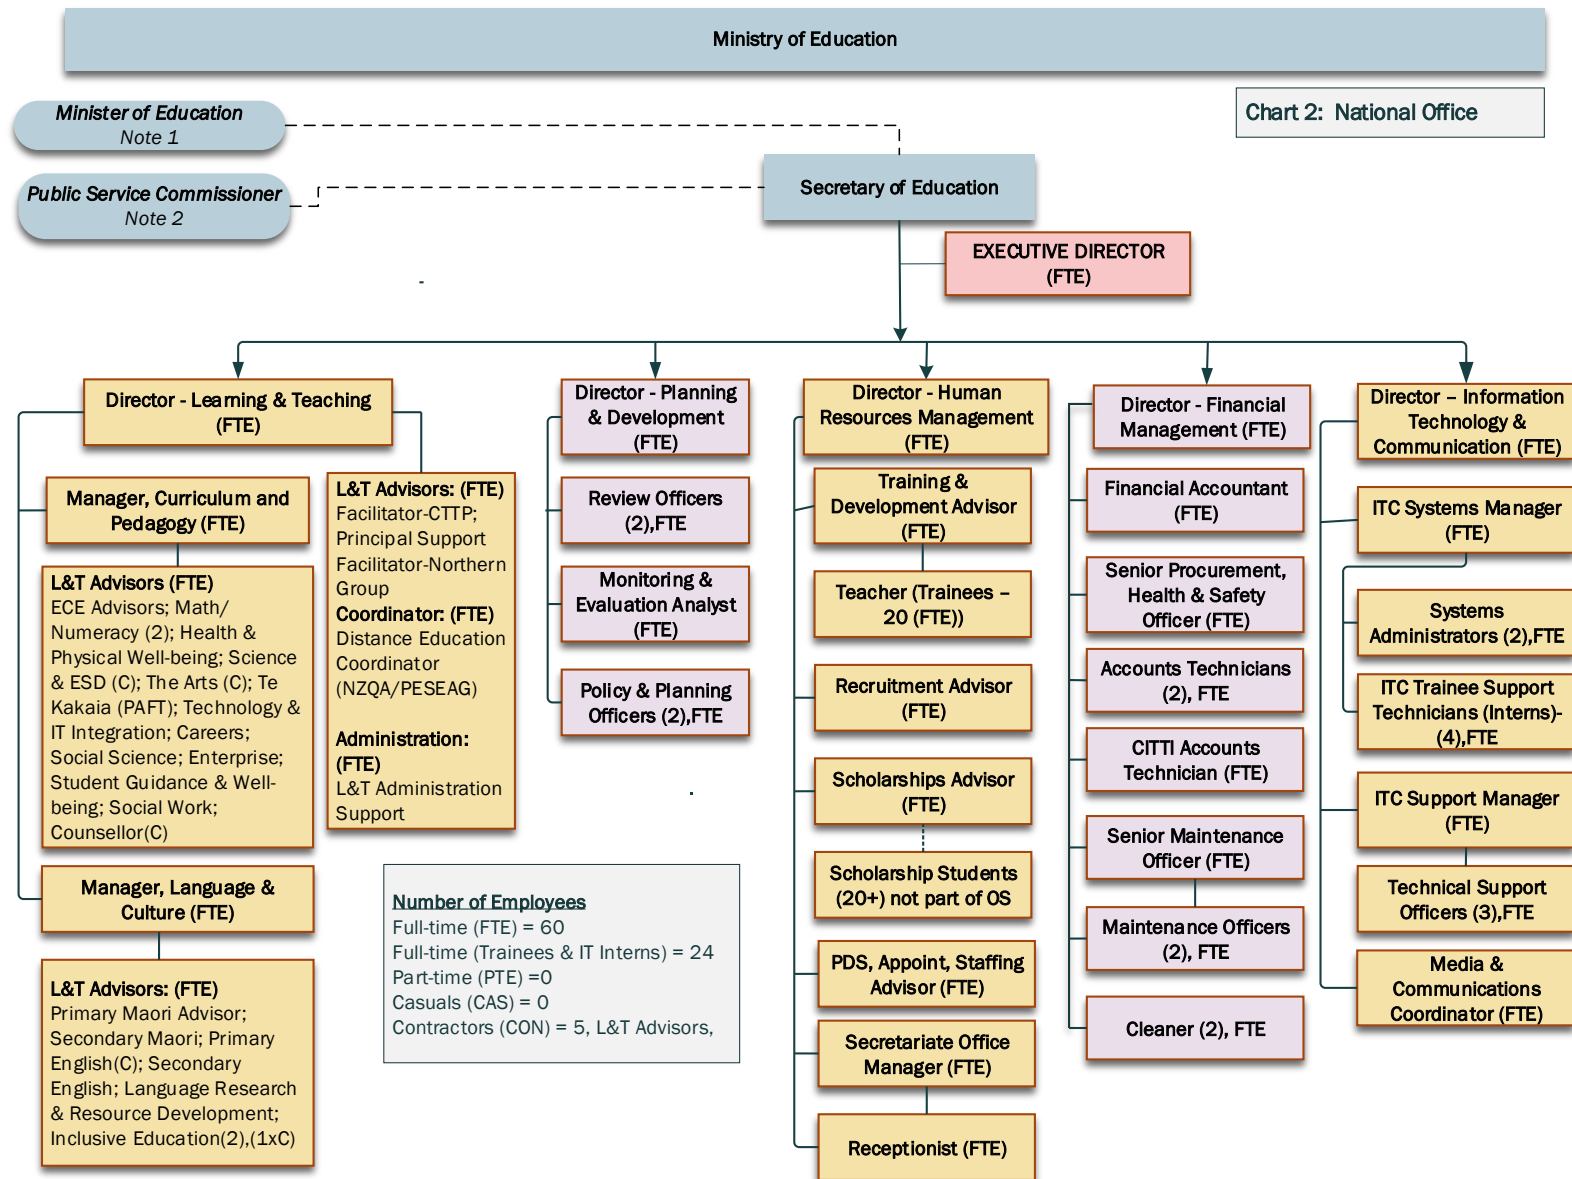 Ministry of Education
Minister of Education
Note 1
Chart 2:  National Office
Public Service Commissioner
Note 2
Secretary of Education
EXECUTIVE DIRECTOR
(FTE)
Director - Learning & Teaching
(FTE)
Manager, Curriculum and
Pedagogy (FTE)
L&T Advisors (FTE)
ECE Advisors; Math/
Numeracy (2); Health &
Physical Well-being; Science
& ESD (C); The Arts (C); Te
Kakaia (PAFT); Technology &
IT Integration; Careers;
Social Science; Enterprise;
Student Guidance & Well-
being; Social Work;
Counsellor(C)
Manager, Language &
Culture (FTE)
L&T Advisors: (FTE)
Primary Maori Advisor;
Secondary Maori; Primary
English(C); Secondary
English; Language Research
& Resource Development;
Inclusive Education(2),(1xC)
L&T Advisors: (FTE)
Facilitator-CTTP;
Principal Support
Facilitator-Northern
Group
Coordinator: (FTE)
Distance Education
Coordinator
(NZQA/PESEAG)
Administration:
(FTE)
L&T Administration
Support
Number of Employees
Full-time (FTE) = 60
Full-time (Trainees & IT Interns) = 24
Part-time (PTE) =0
Casuals (CAS) = 0
Contractors (CON) = 5, L&T Advisors,
Director - Planning
& Development
(FTE)
Review Officers
(2),FTE
Monitoring &
Evaluation Analyst
(FTE)
Policy & Planning
Officers (2),FTE
Director - Human
Resources Management
(FTE)
Training &
Development Advisor
(FTE)
Teacher (Trainees –
20 (FTE))
Recruitment Advisor
(FTE)
Scholarships Advisor
(FTE)
Scholarship Students
(20+) not part of OS
PDS, Appoint, Staffing
Advisor (FTE)
Secretariate Office
Manager (FTE)
Receptionist (FTE)
Director - Financial
Management (FTE)
Financial Accountant
(FTE)
Senior Procurement,
Health & Safety
Officer (FTE)
Accounts Technicians
(2), FTE
CITTI Accounts
Technician (FTE)
Senior Maintenance
Officer (FTE)
Maintenance Officers
(2), FTE
Cleaner (2), FTE
Director – Information
Technology &
Communication (FTE)
ITC Systems Manager
(FTE)
Systems
Administrators (2),FTE
ITC Trainee Support
Technicians (Interns)-
(4),FTE
ITC Support Manager
(FTE)
Technical Support
Officers (3),FTE
Media &
Communications
Coordinator (FTE)